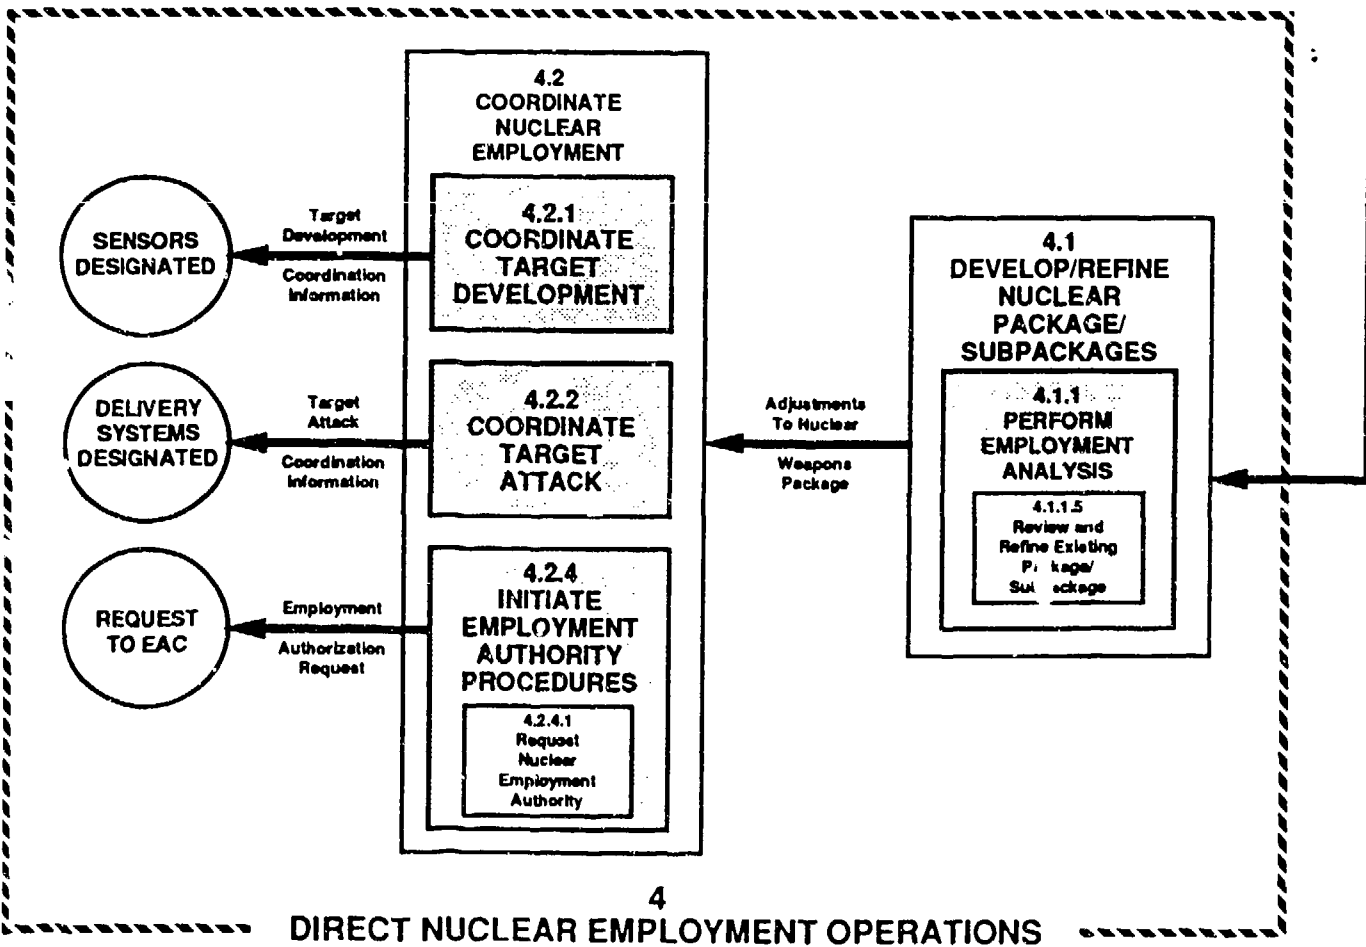 4.2
COORDINATE
NUCLEAR
EMPLOYMENT
SENSORS
DESIGNATED
Target
Development
Coordination
Information
4.2.1
COORDINATE
TARGET
DEVELOPMENT
DELIVERY
SYSTEMS
DESIGNATED
Target
Attack
Coordination
Information
4.2.2
COORDINATE
TARGET
ATTACK
REQUEST
TO EAC
Employment
Authorization
Request
4.2.4
INITIATE
EMPLOYMENT
AUTHORITY
PROCEDURES
4.2.4.1
Request
Nuclear
Employment
Authority
Adjustments
To Nuclear
Weapons
Package
4.1
DEVELOP/REFINE
NUCLEAR
PACKAGE/
SUBPACKAGES
4.1.1
PERFORM
EMPLOYMENT
ANALYSIS
4.1.1.5
Review and
Refine Existing
4
DIRECT NUCLEAR EMPLOYMENT OPERATIONS